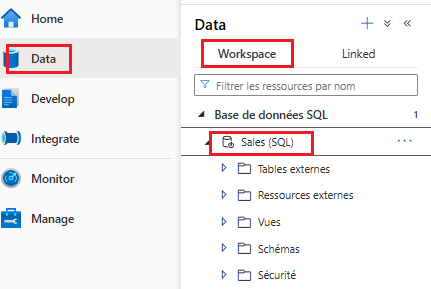 Home
Data
Develop
Integrate
Monitor
Manage
Data
Workspace Linked
Filtrer les ressources par nom
Base de données SQL 1
Sales (SQL)
Tables externes
Ressources externes
Vues
Schémas
Sécurité